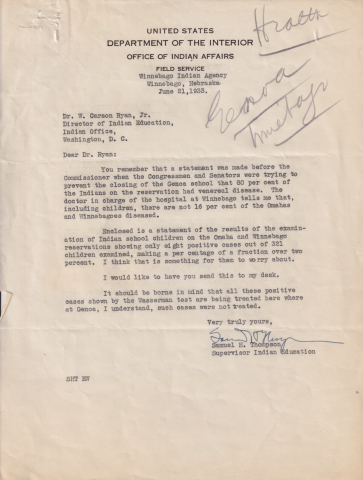 Health
Genoa
UNITED STATES
DEPARTMENT OF THE INTERIOR
OFFICE OF INDIAN AFFAIRS
FIELD SERVICE
Winnebago Indian Agency
Winnebago, Nebraska
June 21, 1933.
Dr. W. Carson Ryan, Jr.
Director of Indian Education,
Indian Office,
Washington, D. C.
Dear Dr. Ryan:
You remember that a statement was made before the
Commissioner when the Congressmen and Senators were trying to
prevent the closing of the Genoa school that 80 per cent of
the Indians on the reservation had venereal disease. The
doctor in charge of the hospital at Winnebago tells me that,
including children, there are not 16 per cent of the Omahas
and Winnebagoes diseased.
Enclosed is a statement of the results of the examin-
ation of Indian school children on the Omaha and Winnebago
reservations showing only eight positive cases out of 321
children examined, making a per centage of a fraction over two
percent. I think that is something for them to worry about.
I would like to have you send this to my desk.
It should be borne in mind that all these positive
cases shown by the Wasserman test are being treated here where
at Genoa, I understand, such cases were not treated.
Very truly yours,
Samuel H. Thompson
Supervisor Indian Education
SHT